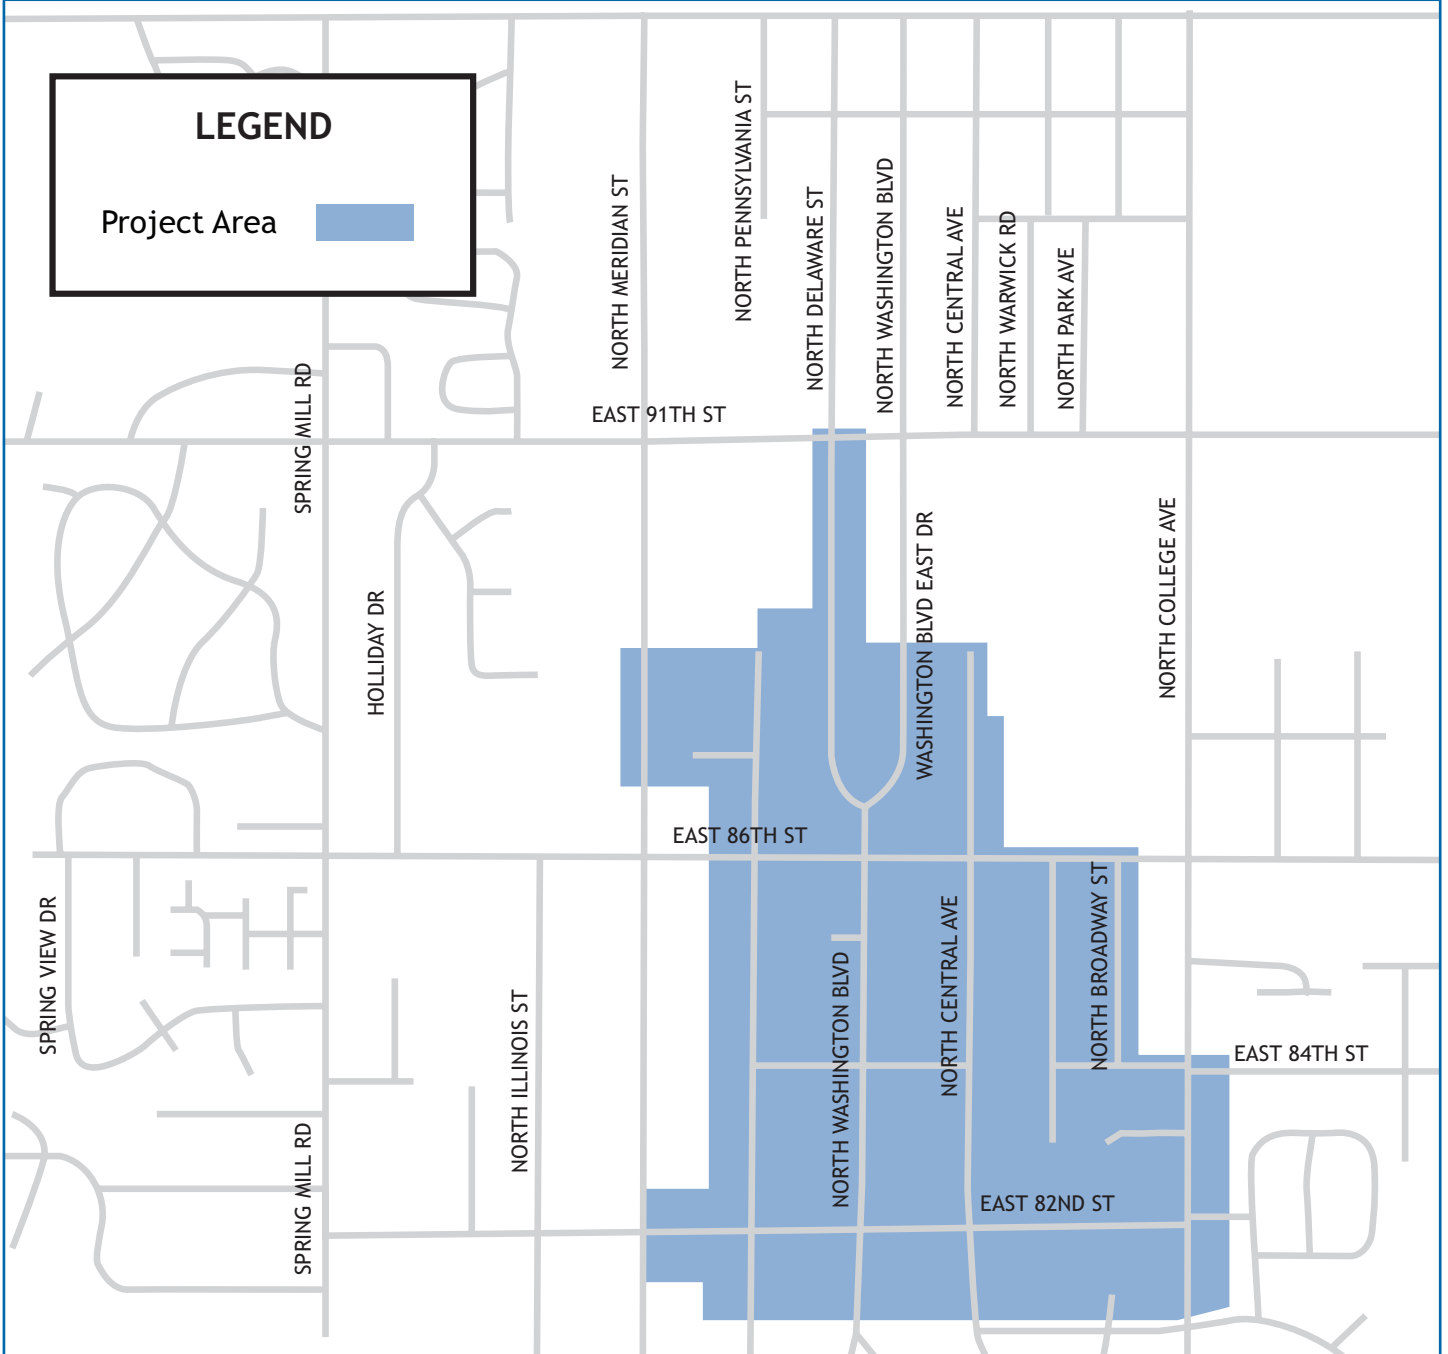 LEGEND
Project Area
NORTH MERIDIAN ST
NORTH PENNSYLVANIA ST
NORTH DELAWARE ST
NORTH WASHINGTON BLVD
NORTH CENTRAL AVE
NORTH WARWICK RD
NORTH PARK AVE
SPRING MILL RD
EAST 91TH ST
HOLLIDAY DR
WASHINGTON BLVD EAST DR
NORTH COLLEGE AVE
EAST 86TH ST
SPRING VIEW DR
NORTH ILLINOIS ST
NORTH WASHINGTON BLVD
NORTH CENTRAL AVE
NORTH BROADWAY ST
EAST 84TH ST
SPRING MILL RD
EAST 82ND ST